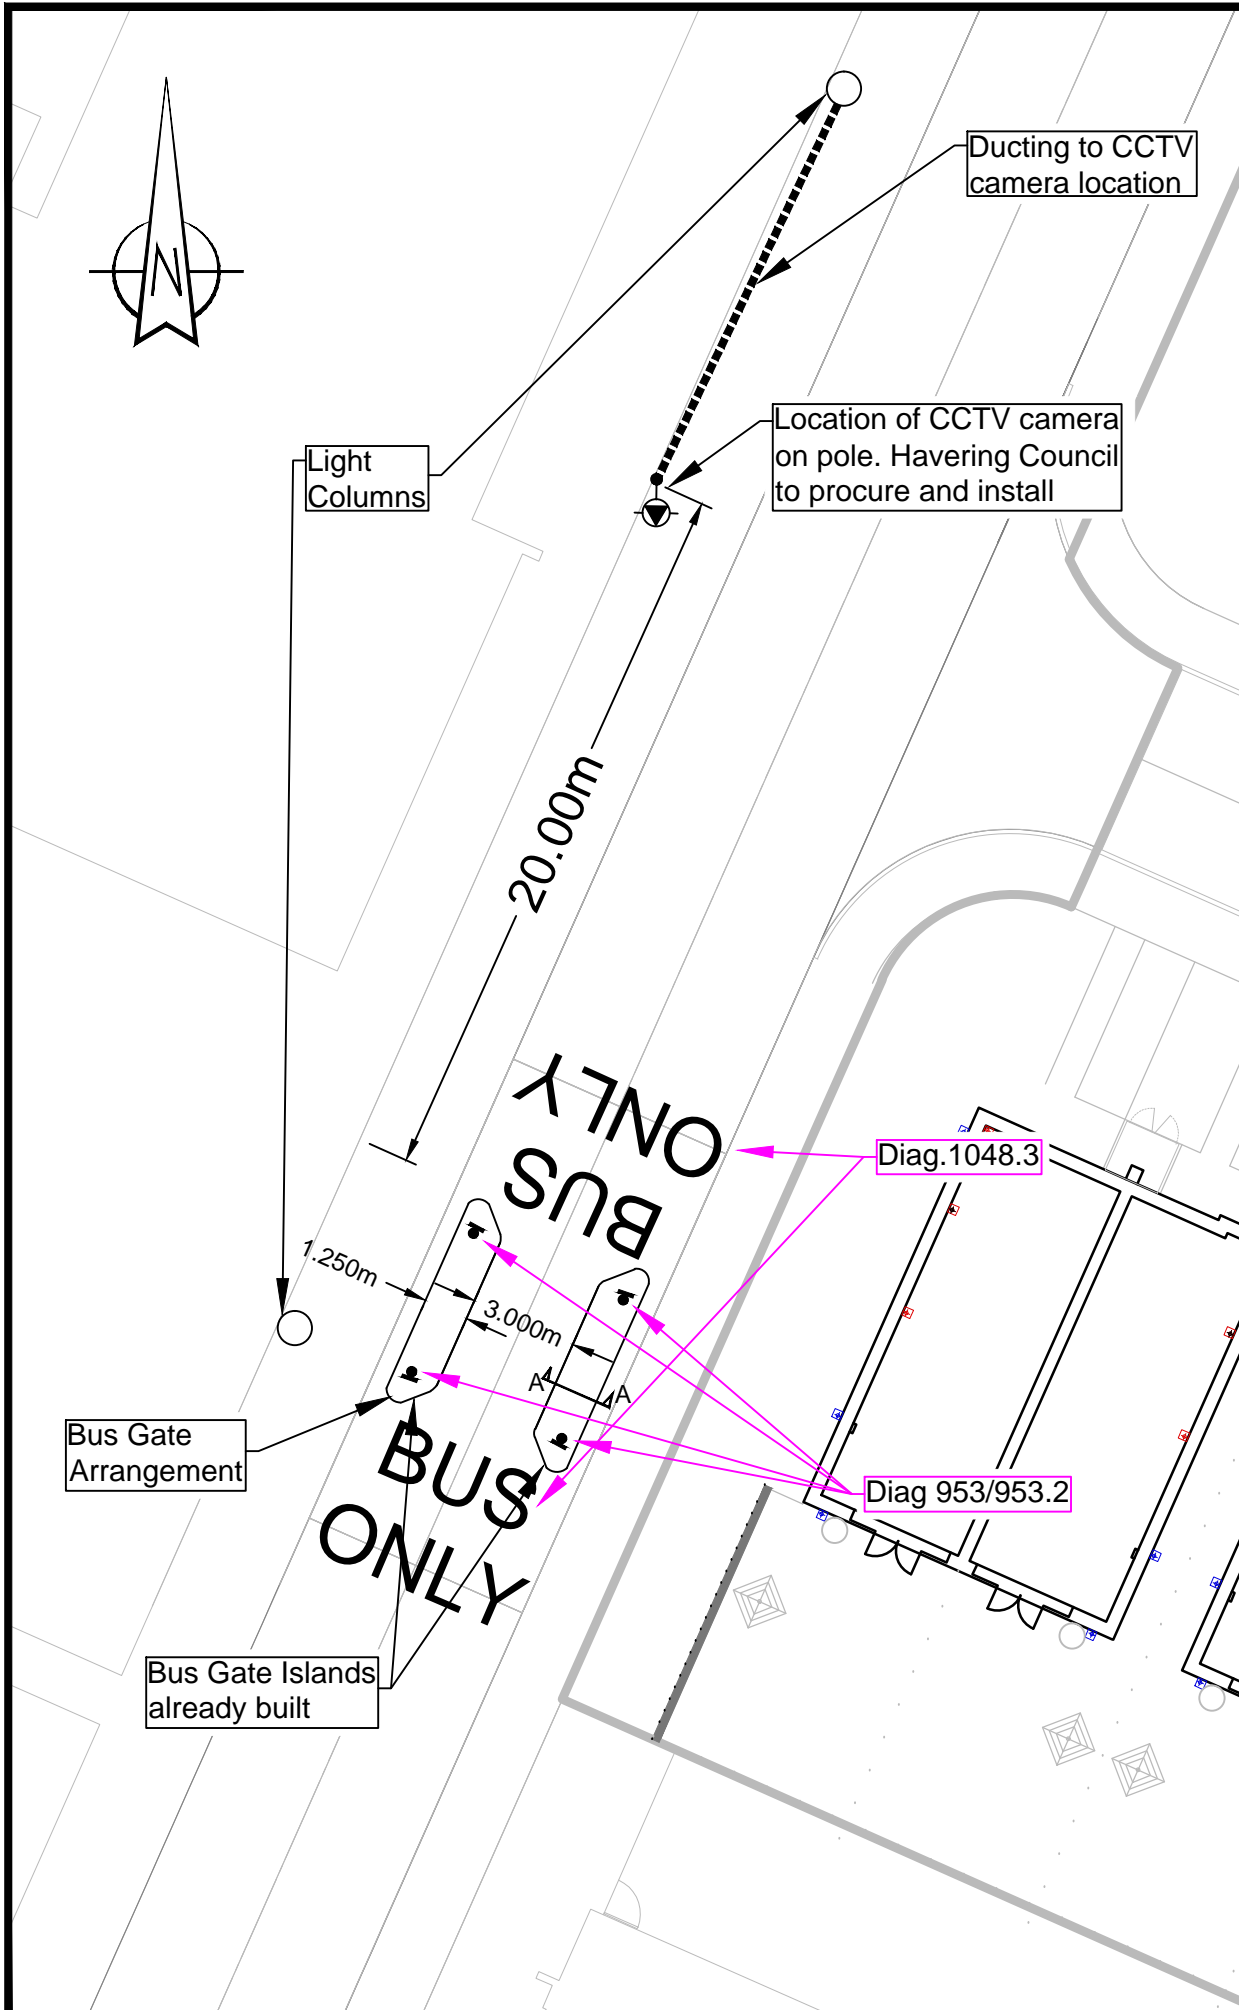 Ducting to CCTV
camera location
N
Location of CCTV camera
on pole. Havering Council
to procure and install
Light
Columns
20.00m
ONLY
BUS
Diag.1048.3
1.250m
3.000m
A
A
Bus Gate
Arrangement
BUS
ONLY
Diag 953/953.2
Bus Gate Islands
already built